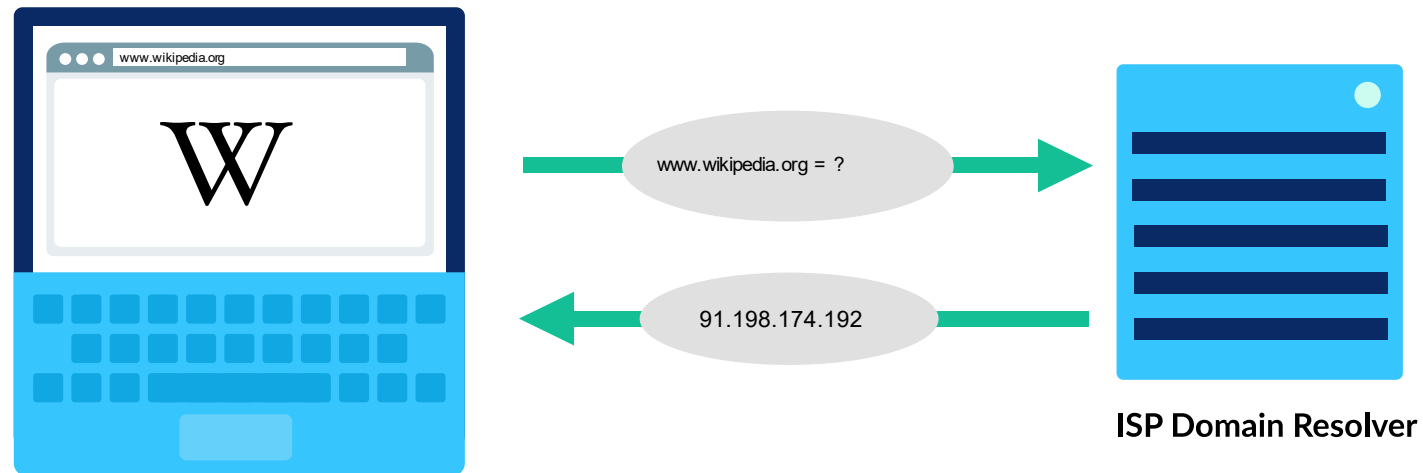 www.wikipedia.org
W
www.wikipedia.org = ?
91.198.174.192
ISP Domain Resolver